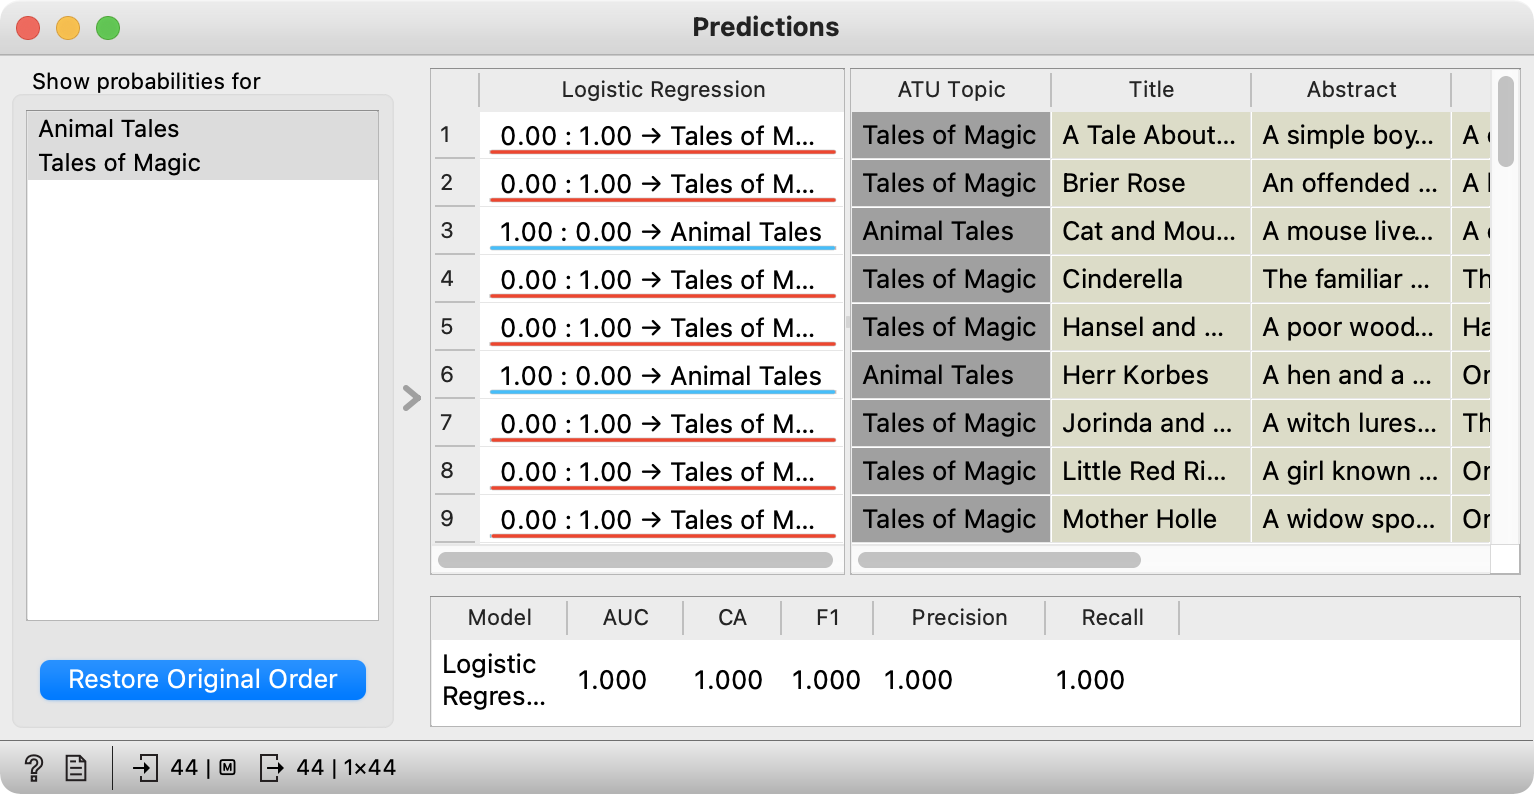 Predictions
Show probabilities for
Animal Tales
Tales of Magic
Restore Original Order
Logistic Regression
1 0.00 : 1.00 → Tales of M...
2 0.00 : 1.00 → Tales of M...
3 1.00 : 0.00 → Animal Tales
4 0.00 : 1.00 → Tales of M...
5 0.00 : 1.00 → Tales of M...
6 1.00 : 0.00 → Animal Tales
7 0.00 : 1.00 → Tales of M...
8 0.00 : 1.00 → Tales of M...
9 0.00 : 1.00 → Tales of M...
ATU Topic Title Abstract
Tales of Magic A Tale About... A simple boy... A
Tales of Magic Brier Rose An offended ... A
Animal Tales Cat and Mou... A mouse live... A
Tales of Magic Cinderella The familiar ... Th
Tales of Magic Hansel and ... A poor wood... Ha
Animal Tales Herr Korbes A hen and a ... Or
Tales of Magic Jorinda and ... A witch lures... Th
Tales of Magic Little Red Ri... A girl known ... Or
Tales of Magic Mother Holle A widow spo... Or
Model AUC CA F1 Precision Recall
Logistic
Regres... 1.000 1.000 1.000 1.000 1.000
? 44 | M 44 | 1×44